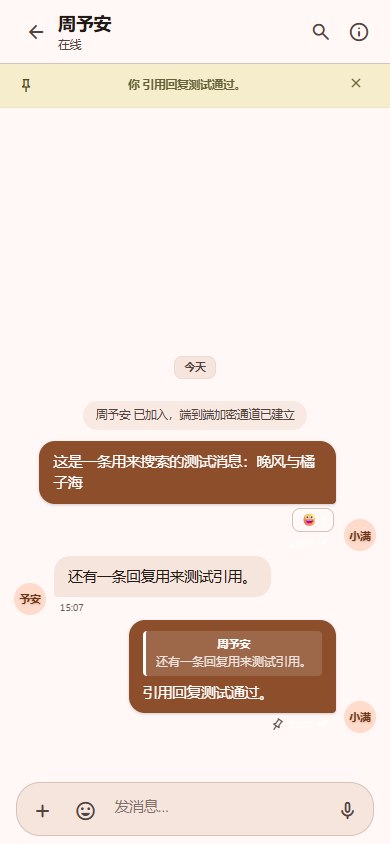 周予安
在线
你 引用回复测试通过。
今天
周予安 已加入，端到端加密通道已建立
这是一条用来搜索的测试消息：晚风与橘
子海
小满
还有一条回复用来测试引用。
予安
15:07
周予安
还有一条回复用来测试引用。
引用回复测试通过。
小满
发消息...